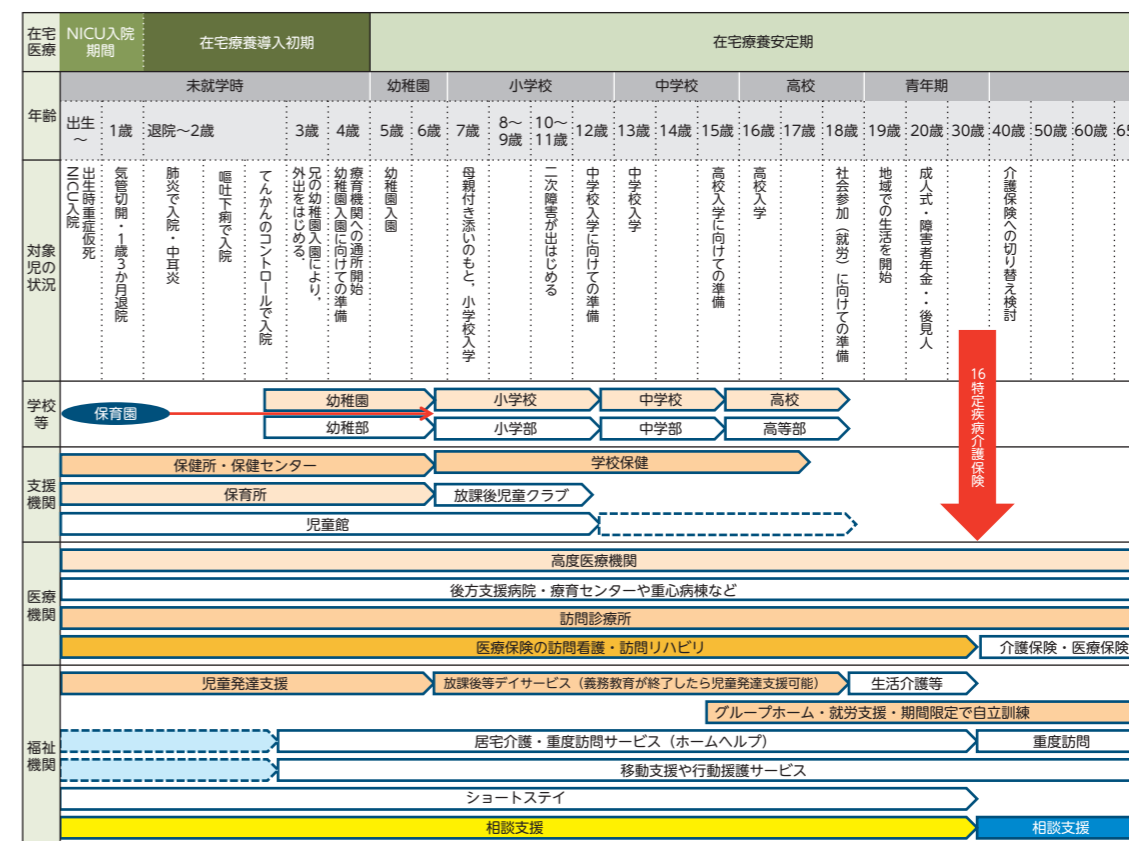 在宅
医療
NICU入院
期間
在宅療養導入初期
在宅療養安定期
年齢
未就学時
幼稚園
小学校
中学校
高校
青年期
出生
～
1歳
退院～2歳
3歳
4歳
5歳
6歳
7歳
8～
9歳
10～
11歳
12歳
13歳
14歳
15歳
16歳
17歳
18歳
19歳
20歳
30歳
40歳
50歳
60歳
65
対象
児の
状況
出生時重症仮死
NICU入院
気管切開・1歳3か月退院
肺炎で入院・中耳炎
嘔吐下痢で入院
てんかんのコントロールで入院
兄の幼稚園入園により，
外出をはじめる．
療育機関への通所開始
幼稚園入園に向けての準備
幼稚園入園
母親付き添いのもと，小学校入学
二次障害が出はじめる
中学校入学に向けての準備
中学校入学
高校入学に向けての準備
高校入学
社会参加（就労）に向けての準備
地域での生活を開始
成人式・障害者年金・・後見人
介護保険への切り替え検討
16特定疾病介護保険
学校
等
保育園
幼稚園
小学校
中学校
高校
幼稚部
小学部
中学部
高等部
支援
機関
保健所・保健センター
学校保健
保育所
放課後児童クラブ
児童館
医療
機関
高度医療機関
後方支援病院・療育センターや重心病棟など
訪問診療所
医療保険の訪問看護・訪問リハビリ
介護保険・医療保険
福祉
機関
児童発達支援
放課後等デイサービス（義務教育が終了したら児童発達支援可能）
生活介護等
グループホーム・就労支援・期間限定で自立訓練
居宅介護・重度訪問サービス（ホームヘルプ）
重度訪問
移動支援や行動援護サービス
ショートステイ
相談支援
相談支援